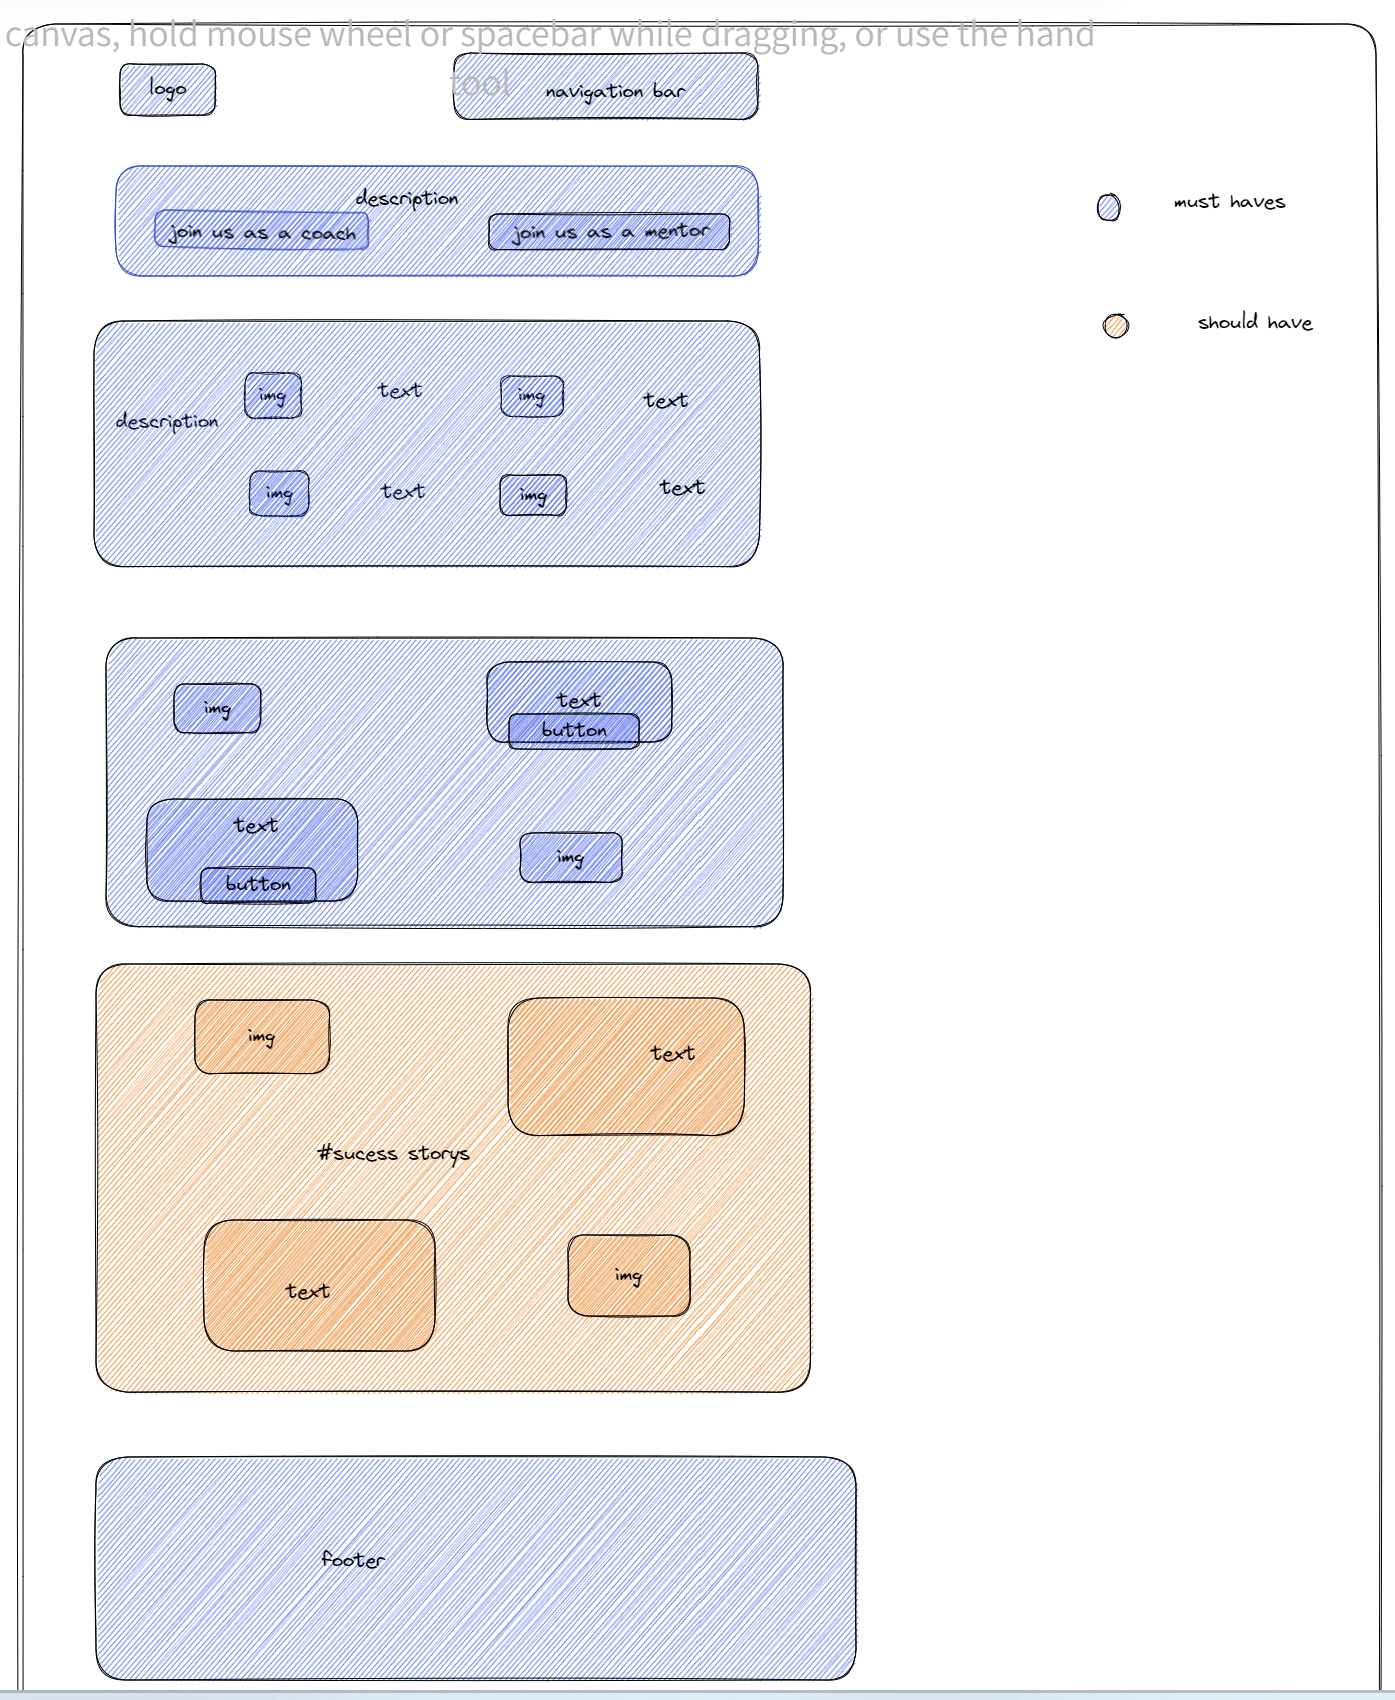 canvas, hold mouse wheel or spacebar while dragging, or use the hand
tool
logo
navigation bar
description
join us as a coach
join us as a mentor
must haves
should have
description
img
text
img
text
img
text
img
text
img
text
button
text
button
img
img
text
#sucess storys
text
img
footer